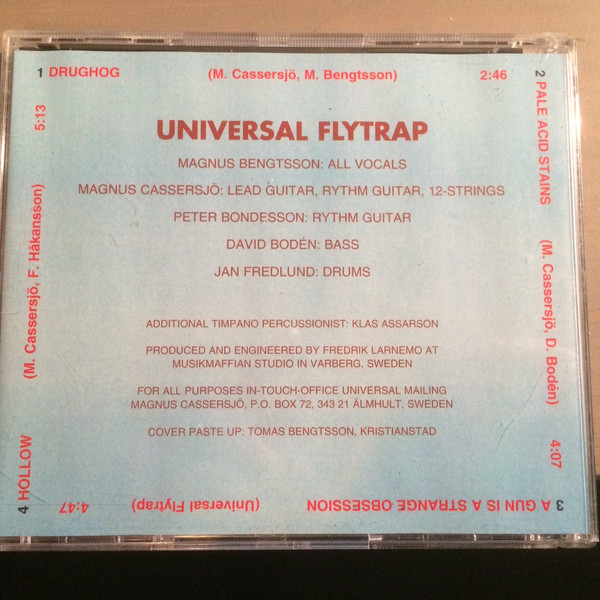 1 DRUGHOG (M. Cassersjö, M. Bengtsson) 2:46
2 PALE ACID STAINS (M. Cassersjö, D. Bodén) 4:07
3 A GUN IS A STRANGE OBSESSION (Universal Flytrap) 4:47
4 HOLLOW (M. Cassersjö, F. Håkansson) 5:13
UNIVERSAL FLYTRAP
MAGNUS BENGTSSON: ALL VOCALS
MAGNUS CASSERSJÖ: LEAD GUITAR, RYTHM GUITAR, 12-STRINGS
PETER BONDESSON: RYTHM GUITAR
DAVID BODÉN: BASS
JAN FREDLUND: DRUMS
ADDITIONAL TIMPANO PERCUSSIONIST: KLAS ASSARSON
PRODUCED AND ENGINEERED BY FREDRIK LARNEMO AT
MUSIKMAFFIAN STUDIO IN VARBERG, SWEDEN
FOR ALL PURPOSES IN-TOUCH-OFFICE UNIVERSAL MAILING
MAGNUS CASSERSJÖ, P.O. BOX 72, 343 21 ÄLMHULT, SWEDEN
COVER PASTE UP: TOMAS BENGTSSON, KRISTIANSTAD